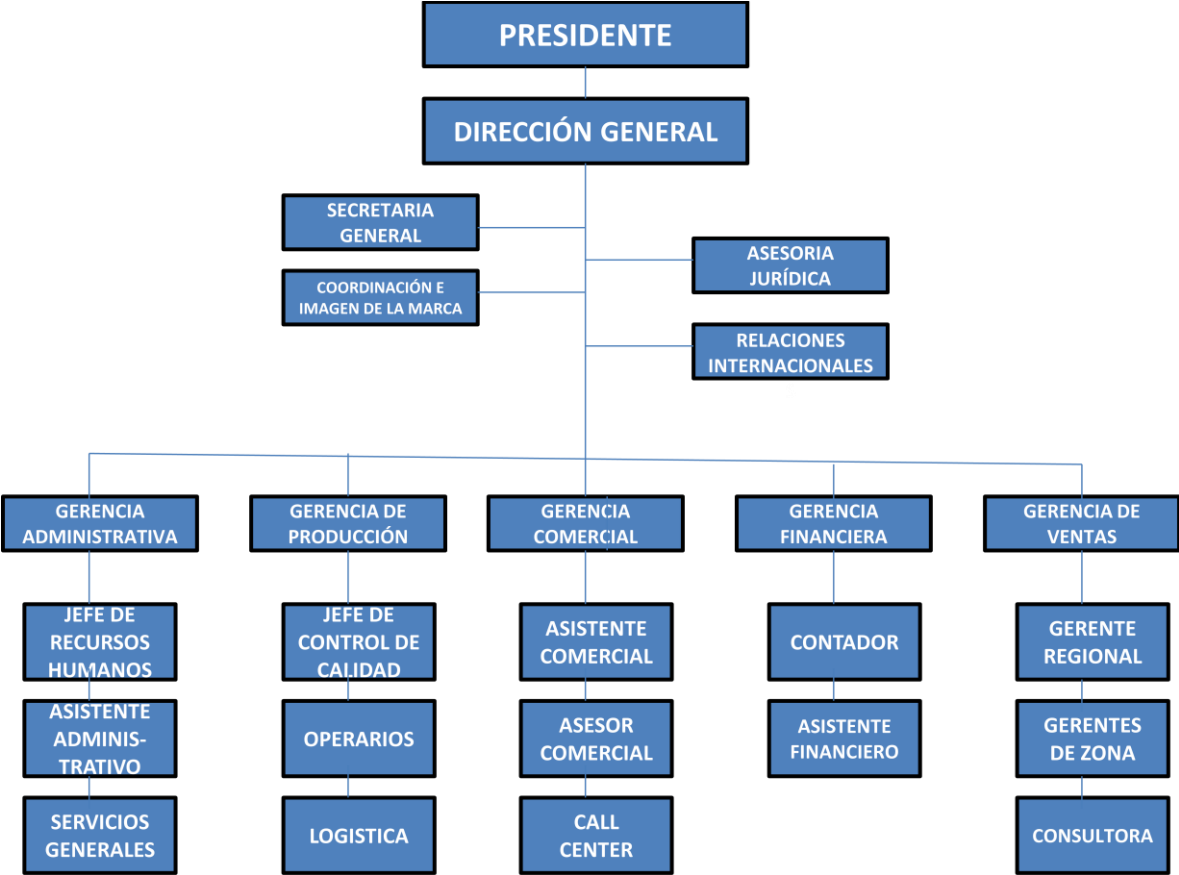 PRESIDENTE
DIRECCIÓN GENERAL
SECRETARIA
GENERAL
ASESORIA
JURÍDICA
COORDINACIÓN E
IMAGEN DE LA MARCA
RELACIONES
INTERNACIONALES
GERENCIA
ADMINISTRATIVA
GERENCIA DE
PRODUCCIÓN
GERENCIA
COMERCIAL
GERENCIA
FINANCIERA
GERENCIA DE
VENTAS
JEFE DE
RECURSOS
HUMANOS
JEFE DE
CONTROL DE
CALIDAD
ASISTENTE
COMERCIAL
CONTADOR
GERENTE
REGIONAL
ASISTENTE
ADMINIS-
TRATIVO
OPERARIOS
ASESOR
COMERCIAL
ASISTENTE
FINANCIERO
GERENTES
DE ZONA
SERVICIOS
GENERALES
LOGISTICA
CALL
CENTER
CONSULTORA